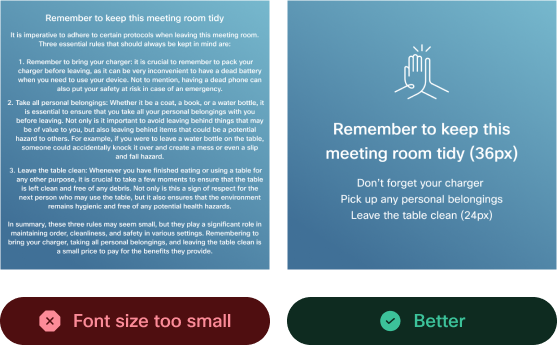 Remember to keep this meeting room tidy
It is imperative to adhere to certain protocols when leaving this meeting room.
Three essential rules that should always be kept in mind are:
1. Remember to bring your charger: it is crucial to remember to pack your
charger before leaving, as it can be very inconvenient to have a dead battery
when you need to use your device. Not to mention, having a dead phone can
also put your safety at risk in case of an emergency.
2. Take all personal belongings: Whether it be a coat, a book, or a water bottle, it
is essential to ensure that you take all your personal belongings with you
before leaving. Not only is it important to avoid leaving behind things that may
be of value to you, but also leaving behind items that could be a potential
hazard to others. For example, if you were to leave a water bottle on the table,
someone could accidentally knock it over and create a mess or even a slip
and fall hazard.
3. Leave the table clean: Whenever you have finished eating or using a table for
any other purpose, it is crucial to take a few moments to ensure that the table
is left clean and free of any debris. Not only is this a sign of respect for the
next person who may use the table, but it also ensures that the environment
remains hygienic and free of any potential health hazards.
In summary, these three rules may seem small, but they play a significant role in
maintaining order, cleanliness, and safety in various settings. Remembering to
bring your charger, taking all personal belongings, and leaving the table clean is
a small price to pay for the benefits they provide.
Font size too small
Remember to keep this
meeting room tidy (36px)
Don't forget your charger
Pick up any personal belongings
Leave the table clean (24px)
Better